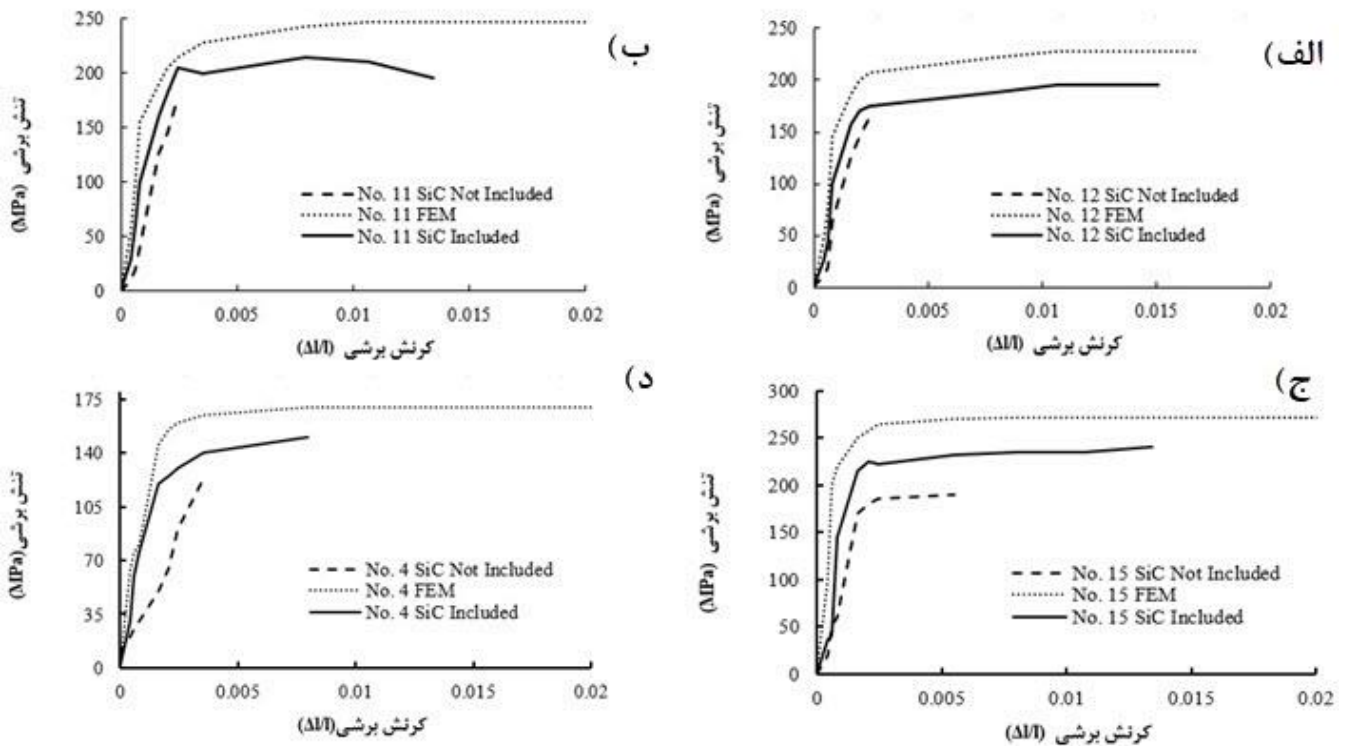 الف)
250
200
150
100
50
0
تنش برشی (MPa)
No. 12 SiC Not Included
No. 12 FEM
No. 12 SiC Included
0 0.005 0.01 0.015 0.02
کرنش برشی (Δl/l)
ب)
250
200
150
100
50
0
تنش برشی (MPa)
No. 11 SiC Not Included
No. 11 FEM
No. 11 SiC Included
0 0.005 0.01 0.015 0.02
کرنش برشی (Δl/l)
ج)
300
250
200
150
100
50
0
تنش برشی (MPa)
No. 15 SiC Not Included
No. 15 FEM
No. 15 SiC Included
0 0.005 0.01 0.015 0.02
کرنش برشی (Δl/l)
د)
175
140
105
70
35
0
تنش برشی(MPa)
No. 4 SiC Not Included
No. 4 FEM
No. 4 SiC Included
0 0.005 0.01 0.015 0.02
کرنش برشی(Δl/l)